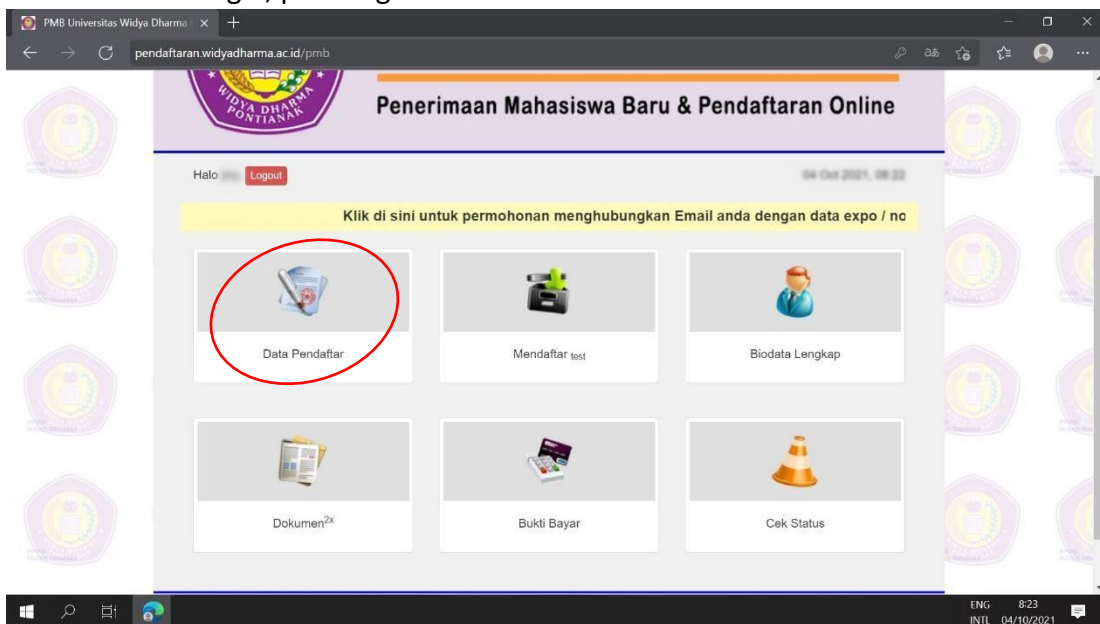 PMB Universitas Widya Dharma
pendaftaran.widyadharma.ac.id/pmb
WIDYA DHARMA
PONTIANAK
Penerimaan Mahasiswa Baru & Pendaftaran Online
Halo
Logout
04 Oct 2021, 08:22
Klik di sini untuk permohonan menghubungkan Email anda dengan data expo / no
Data Pendaftar
Mendaftar test
Biodata Lengkap
Dokumen2x
Bukti Bayar
Cek Status
ENG 8:23
INTL 04/10/2021